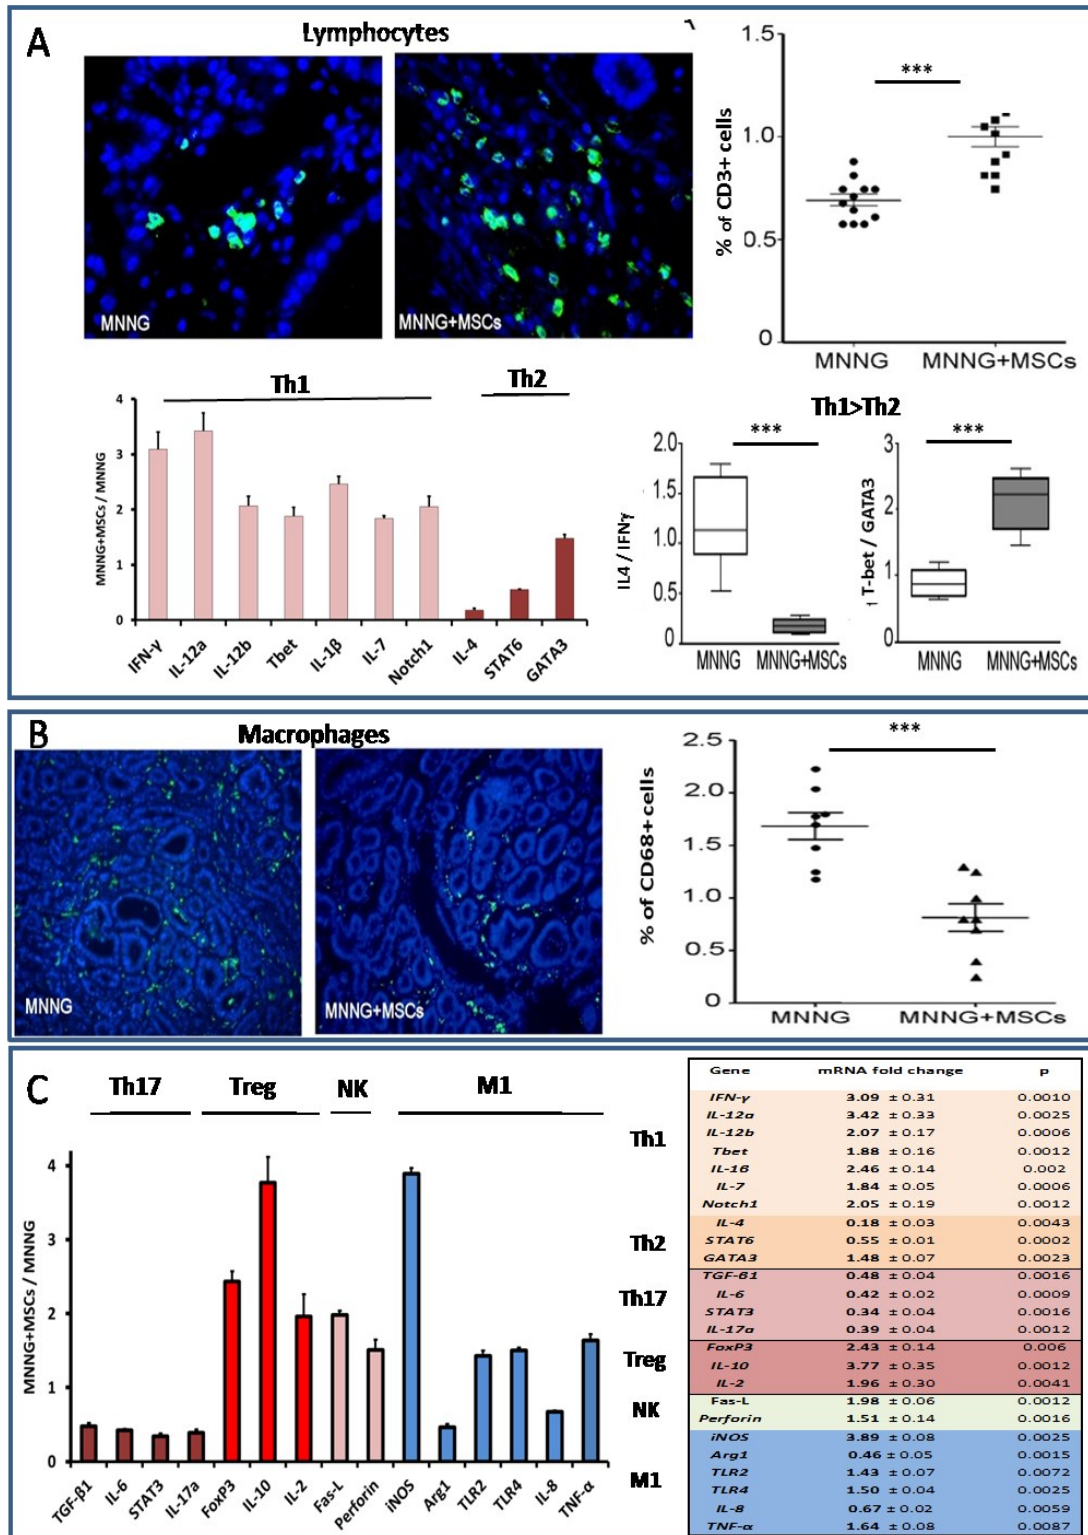 A
Lymphocytes
MNNG
MNNG+MSCs
% of CD3+ cells
1.5
1.0
0.5
0
***
MNNG
MNNG+MSCs
Th1
Th2
MNNG+MSCs / MNNG
4
3
2
1
0
IFN-γ
IL-12a
IL-12b
Tbet
IL-1β
IL-7
Notch1
IL-4
STAT6
GATA3
Th1>Th2
IL4 / IFNγ
2.0
1.5
1.0
0.5
0
***
MNNG
MNNG+MSCs
T-bet / GATA3
3
2
1
0
***
MNNG
MNNG+MSCs
B
Macrophages
MNNG
MNNG+MSCs
% of CD68+ cells
2.5
2.0
1.5
1.0
0.5
0
***
MNNG
MNNG+MSCs
C
Th17
Treg
NK
M1
MNNG+MSCs / MNNG
4
3
2
1
0
TGF-β1
IL-6
STAT3
IL-17a
FoxP3
IL-10
IL-2
Fas-L
Perforin
iNOS
Arg1
TLR2
TLR4
IL-8
TNF-α
Gene mRNA fold change p
Th1
IFN-γ 3.09 ± 0.31 0.0010
IL-12a 3.42 ± 0.33 0.0025
IL-12b 2.07 ± 0.17 0.0006
Tbet 1.88 ± 0.16 0.0012
IL-1β 2.46 ± 0.14 0.002
IL-7 1.84 ± 0.05 0.0006
Notch1 2.05 ± 0.19 0.0012
Th2
IL-4 0.18 ± 0.03 0.0043
STAT6 0.55 ± 0.01 0.0002
GATA3 1.48 ± 0.07 0.0023
Th17
TGF-β1 0.48 ± 0.04 0.0016
IL-6 0.42 ± 0.02 0.0009
STAT3 0.34 ± 0.04 0.0016
IL-17a 0.39 ± 0.04 0.0012
Treg
FoxP3 2.43 ± 0.14 0.006
IL-10 3.77 ± 0.35 0.0012
IL-2 1.96 ± 0.30 0.0041
NK
Fas-L 1.98 ± 0.06 0.0012
Perforin 1.51 ± 0.14 0.0016
M1
iNOS 3.89 ± 0.08 0.0025
Arg1 0.46 ± 0.05 0.0015
TLR2 1.43 ± 0.07 0.0072
TLR4 1.50 ± 0.04 0.0025
IL-8 0.67 ± 0.02 0.0059
TNF-α 1.64 ± 0.08 0.0087